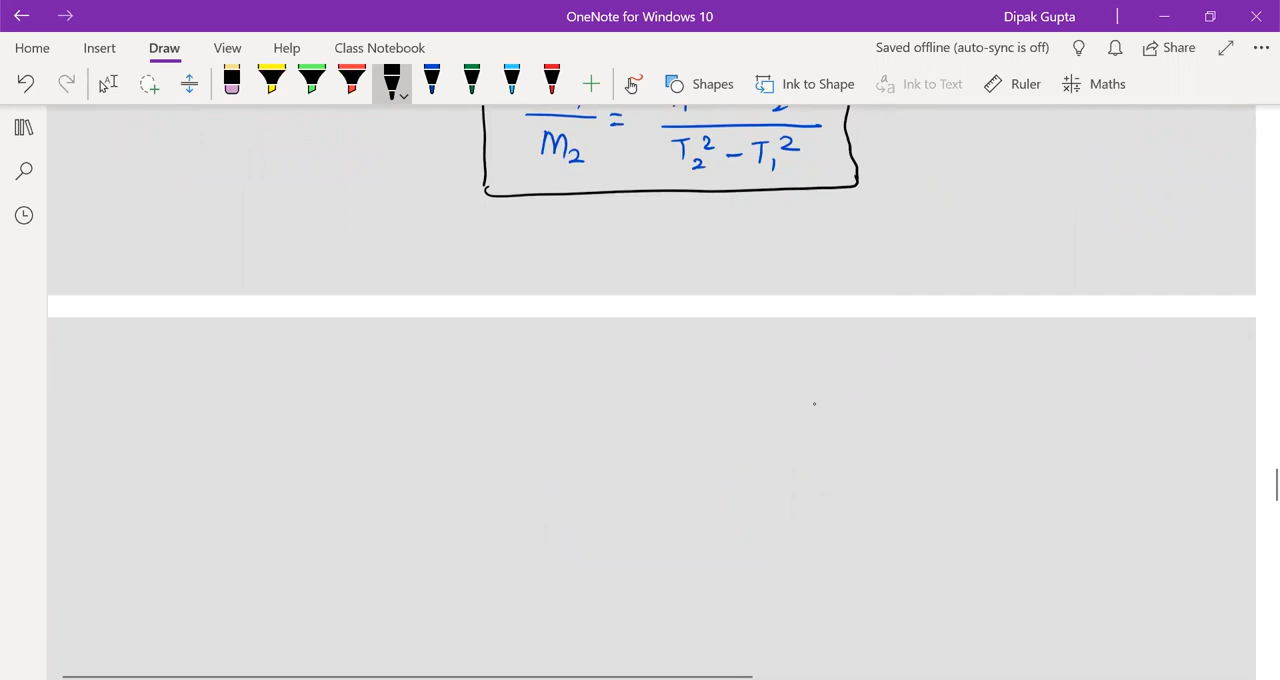 OneNote for Windows 10
Dipak Gupta
Home Insert Draw View Help Class Notebook
Saved offline (auto-sync is off)
Share
Shapes
Ink to Shape
Ink to Text
Ruler
Maths
=
M₂
T₂² – T₁²